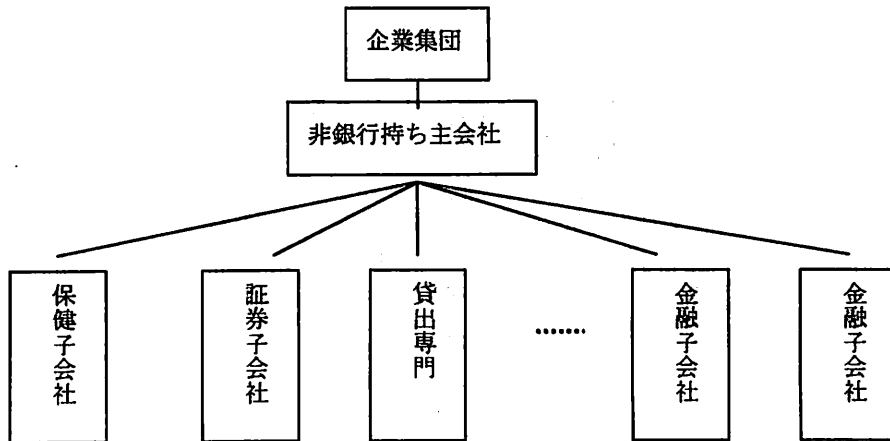 企業集団
非銀行持ち主会社
保健子会社
証券子会社
貸出専門
.......
金融子会社
金融子会社